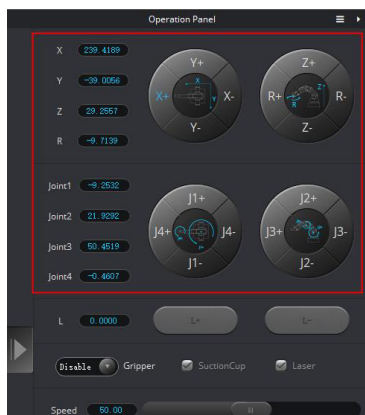 Operation Panel
X 239.4189
Y -39.0056
Z 29.2557
R -9.7139
Y+
X+ X X-
Y-
Z+
R+ R Z R-
Z-
Joint1 -9.2532
Joint2 21.9292
Joint3 50.4519
Joint4 -0.4607
J1+
J4+ J4-
J1-
J2+
J3+ J3-
J2-
L 0.0000 L+ L-
Disable Gripper SuctionCup Laser
Speed 50.00